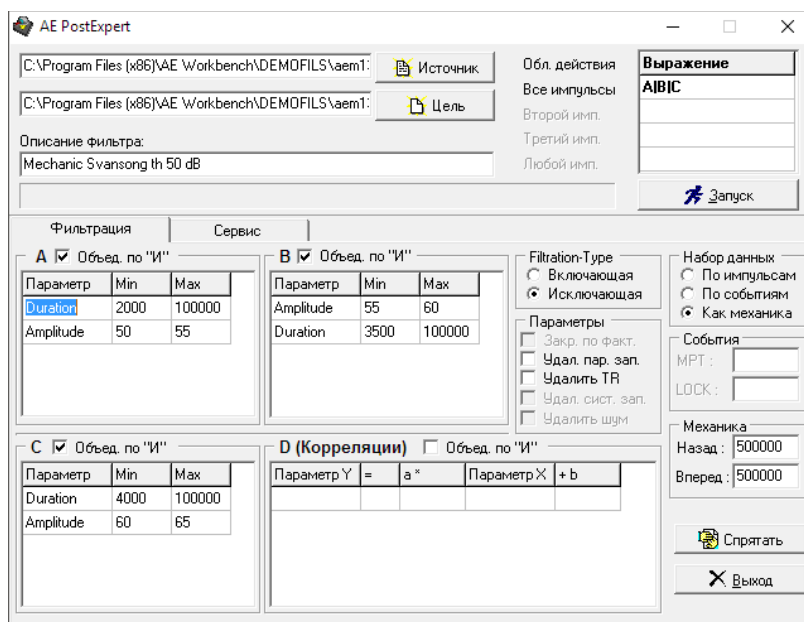 AE PostExpert
C:\Program Files (x86)\AE Workbench\DEMOFILS\aem1: Источник
C:\Program Files (x86)\AE Workbench\DEMOFILS\aem1: Цель
Описание фильтра:
Mechanic Svansong th 50 dB
Обл. действия
Все импульсы
Второй имп.
Третий имп.
Любой имп.
Выражение
A|B|C
Запуск
Фильтрация Сервис
A Объед. по "И"
Параметр Min Max
Duration 2000 100000
Amplitude 50 55
B Объед. по "И"
Параметр Min Max
Amplitude 55 60
Duration 3500 100000
Filtration-Type
Включающая
Исключающая
Параметры
Закр. по факт.
Удал. пар. зап.
Удалить TR
Удал. сист. зап.
Удалить шум
Набор данных
По импульсам
По событиям
Как механика
События
MPT :
LOCK :
Механика
Назад : 500000
Вперед : 500000
C Объед. по "И"
Параметр Min Max
Duration 4000 100000
Amplitude 60 65
D (Корреляции) Объед. по "И"
Параметр Y = a * Параметр X + b
Спрятать
Выход